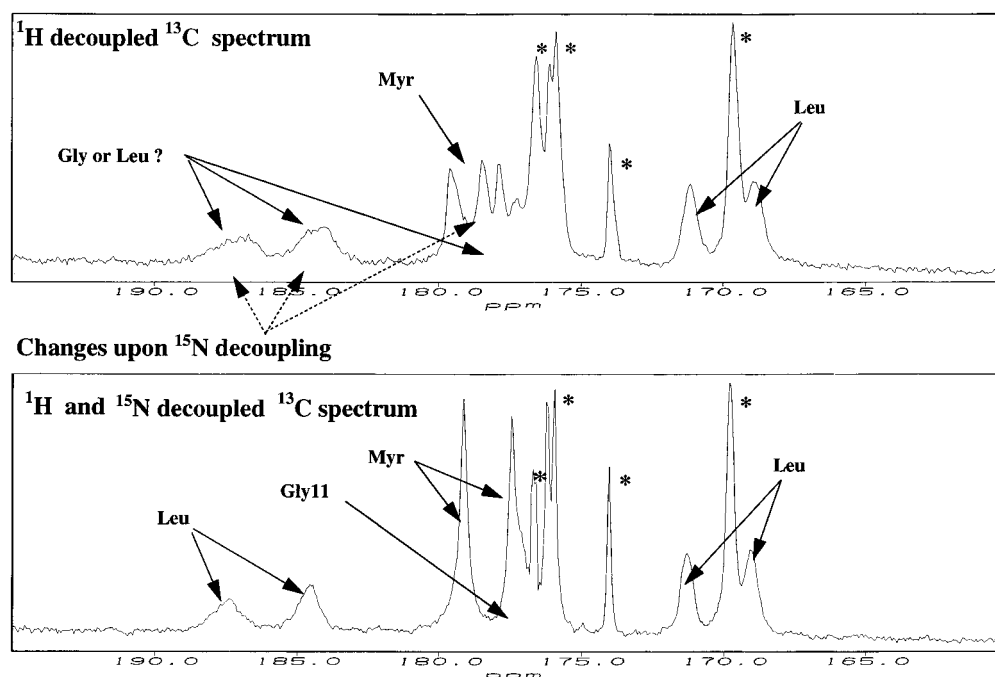 ¹H decoupled ¹³C spectrum
* * *
Myr
Leu
Gly or Leu ?
*
190.0 185.0 180.0 175.0 170.0 165.0
ppm
Changes upon ¹⁵N decoupling
¹H and ¹⁵N decoupled ¹³C spectrum
* *
Myr
Leu
Gly11
* *
Leu
190.0 185.0 180.0 175.0 170.0 165.0
ppm